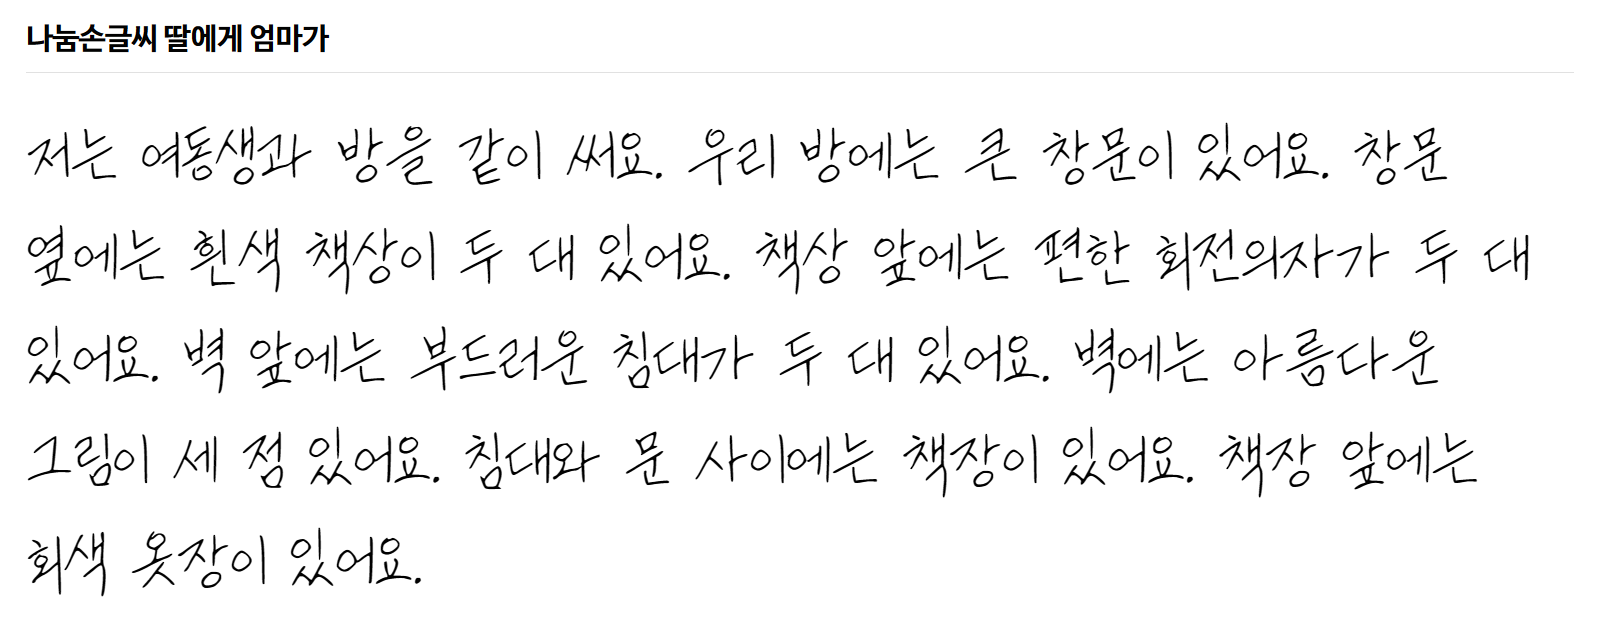 나눔손글씨 딸에게 엄마가
저는 여동생과 방을 같이 써요. 우리 방에는 큰 창문이 있어요. 창문
옆에는 흰색 책상이 두 대 있어요. 책상 앞에는 편한 회전의자가 두 대
있어요. 벽 앞에는 부드러운 침대가 두 대 있어요. 벽에는 아름다운
그림이 세 점 있어요. 침대와 문 사이에는 책장이 있어요. 책장 앞에는
회색 옷장이 있어요.